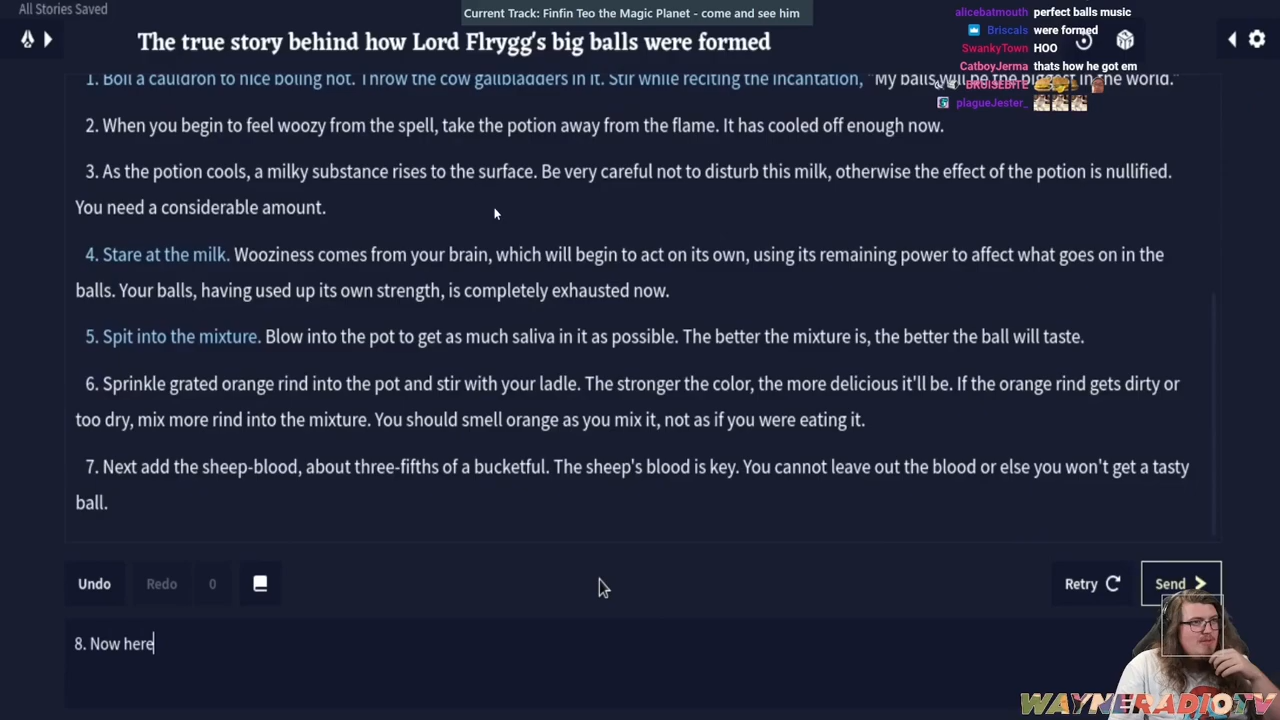 All Stories Saved
Current Track: Finfin Teo the Magic Planet - come and see him
The true story behind how Lord Flrygg's big balls were formed
alicebatmouth perfect balls music
Briscals were formed
SwankyTown HOO
CatboyJerma thats how he got em
BRUISEBITE
plagueJester_
1. Boil a cauldron to nice boiling hot. Throw the cow gallbladders in it. Stir while reciting the incantation, "My balls will be the biggest in the world."
2. When you begin to feel woozy from the spell, take the potion away from the flame. It has cooled off enough now.
3. As the potion cools, a milky substance rises to the surface. Be very careful not to disturb this milk, otherwise the effect of the potion is nullified.
You need a considerable amount.
4. Stare at the milk. Wooziness comes from your brain, which will begin to act on its own, using its remaining power to affect what goes on in the
balls. Your balls, having used up its own strength, is completely exhausted now.
5. Spit into the mixture. Blow into the pot to get as much saliva in it as possible. The better the mixture is, the better the ball will taste.
6. Sprinkle grated orange rind into the pot and stir with your ladle. The stronger the color, the more delicious it'll be. If the orange rind gets dirty or
too dry, mix more rind into the mixture. You should smell orange as you mix it, not as if you were eating it.
7. Next add the sheep-blood, about three-fifths of a bucketful. The sheep's blood is key. You cannot leave out the blood or else you won't get a tasty
ball.
Undo
Redo
0
Retry
Send
8. Now here
WAYNERADIOTV